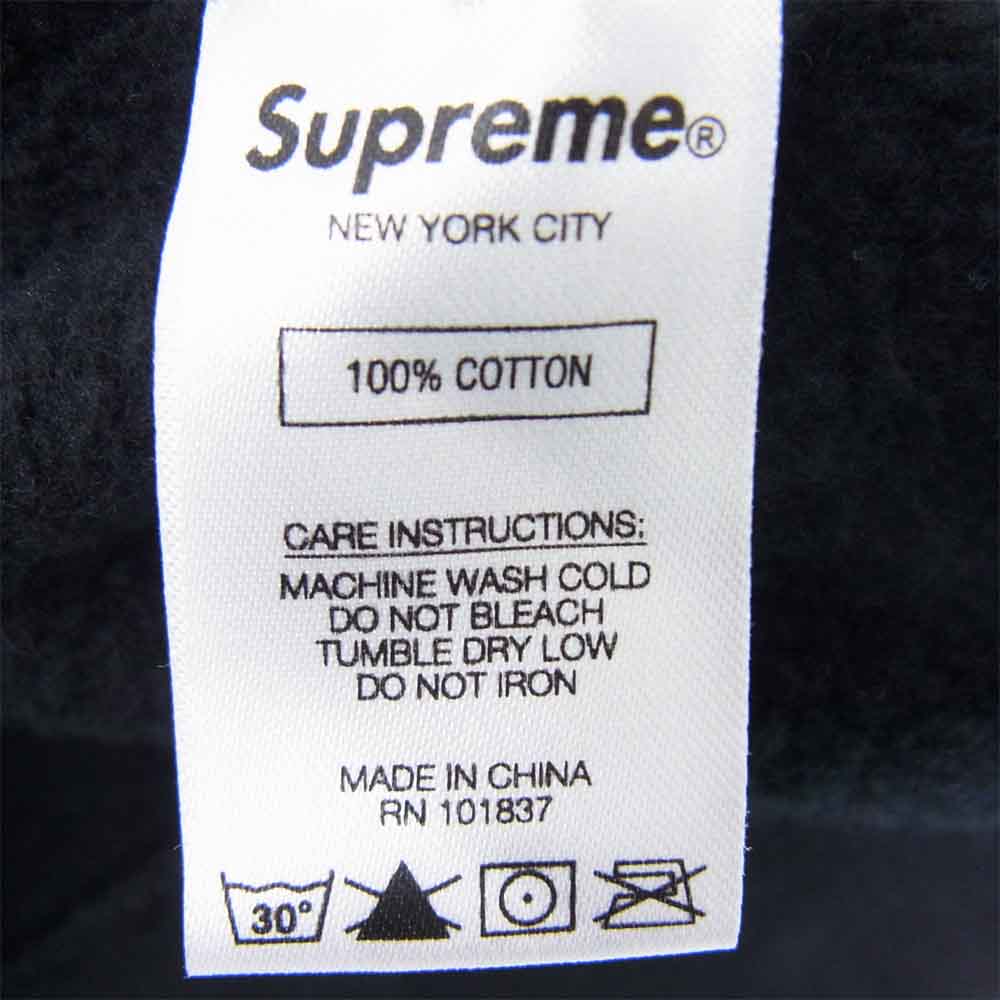 Supreme®
NEW YORK CITY
100% COTTON
CARE INSTRUCTIONS:
MACHINE WASH COLD
DO NOT BLEACH
TUMBLE DRY LOW
DO NOT IRON
MADE IN CHINA
RN 101837
30°